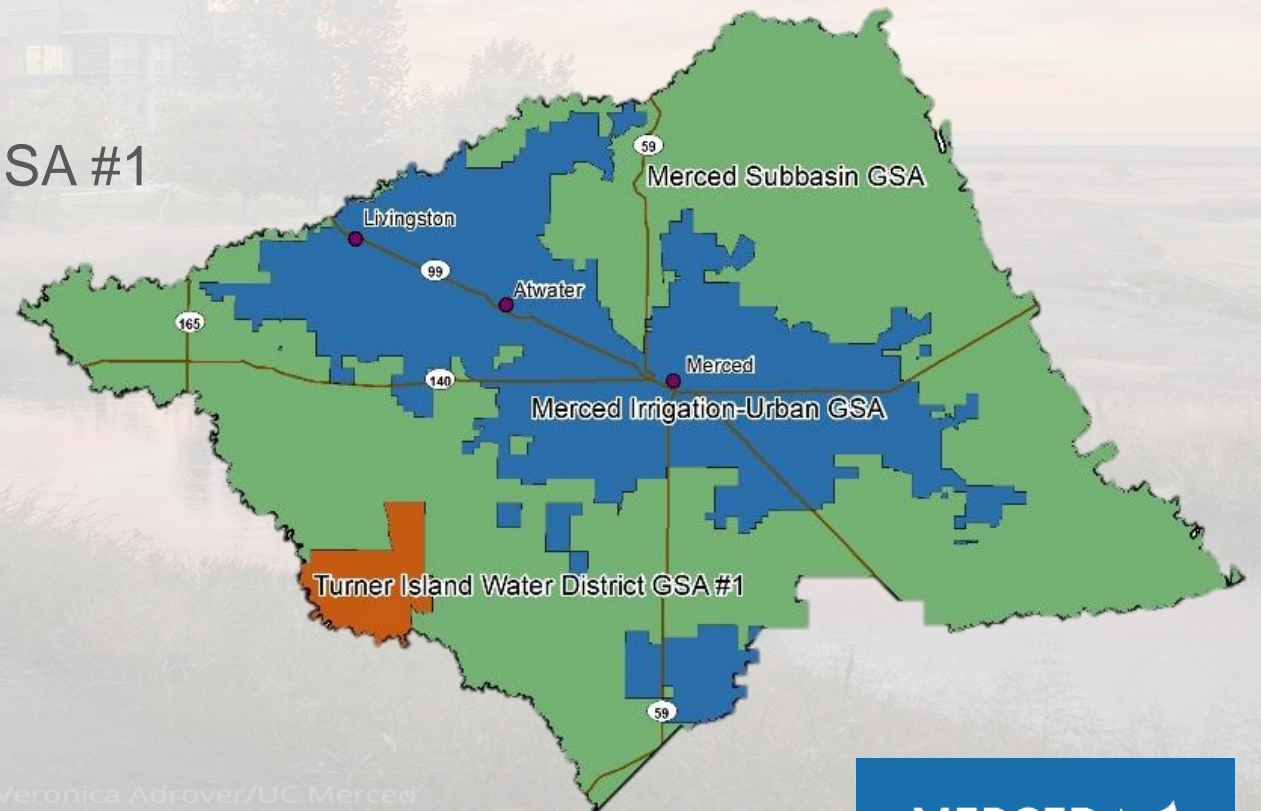 SA #1
59
Merced Subbasin GSA
Livingston
99
Atwater
165
Merced
140
Merced Irrigation-Urban GSA
Turner Island Water District GSA #1
59
Veronica Adrover/UC Merced
MERCED